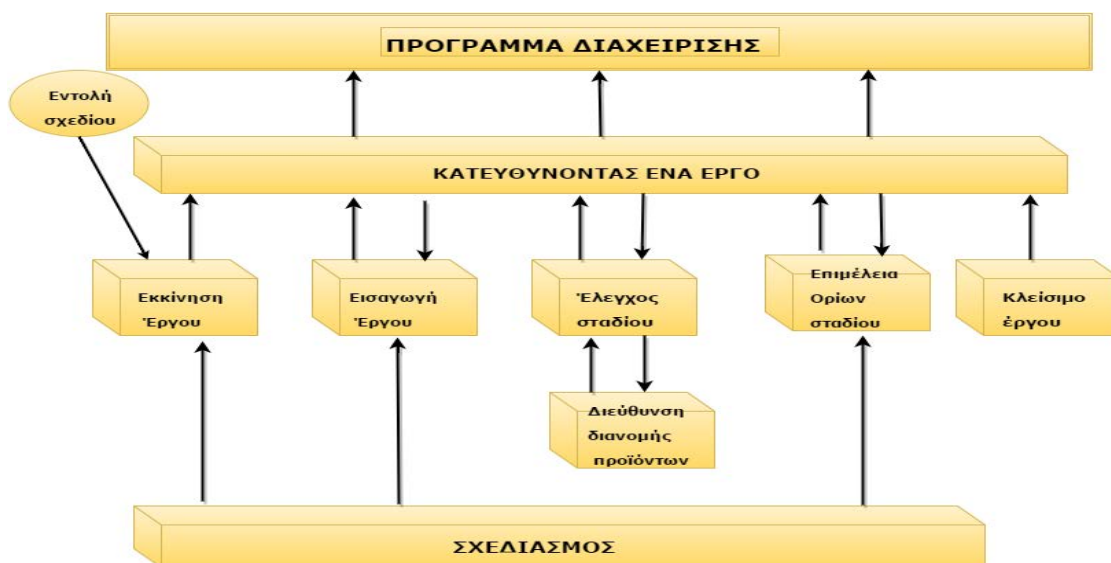 ΠΡΟΓΡΑΜΜΑ ΔΙΑΧΕΙΡΙΣΗΣ
Εντολή
σχεδίου
ΚΑΤΕΥΘΥΝΟΝΤΑΣ ΕΝΑ ΕΡΓΟ
Εκκίνηση
Έργου
Εισαγωγή
Έργου
Έλεγχος
σταδίου
Επιμέλεια
Ορίων
σταδίου
Κλείσιμο
έργου
Διεύθυνση
διανομής
προϊόντων
ΣΧΕΔΙΑΣΜΟΣ